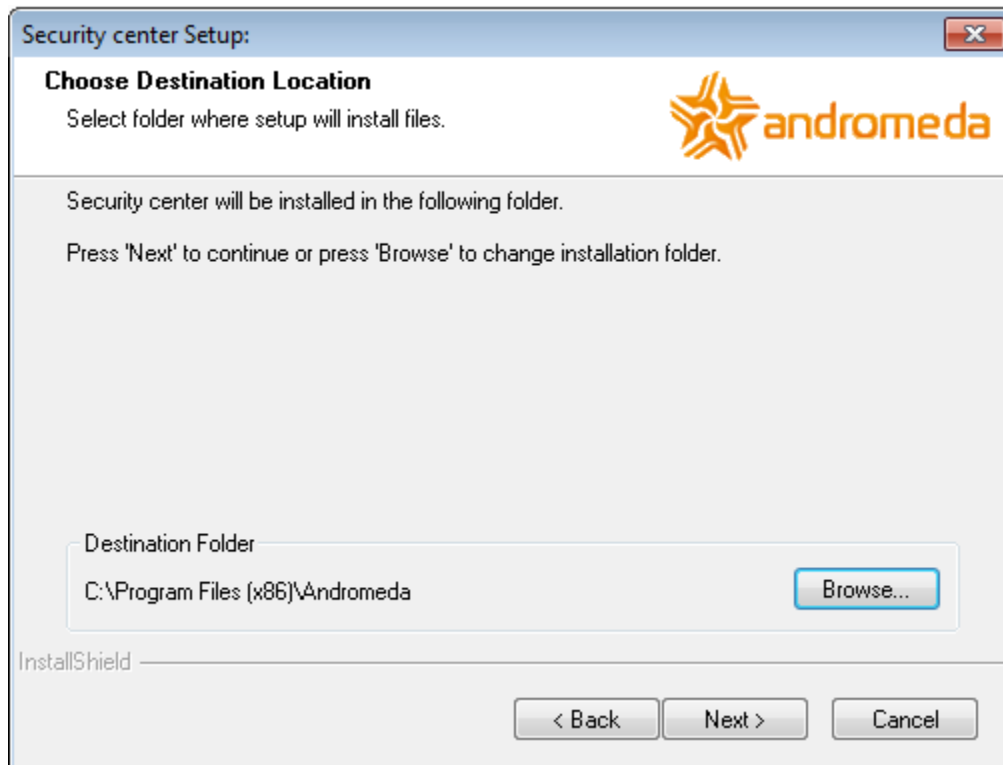 Security center Setup:
Choose Destination Location
Select folder where setup will install files.
andromeda
Security center will be installed in the following folder.
Press 'Next' to continue or press 'Browse' to change installation folder.
Destination Folder
C:\Program Files (x86)\Andromeda
Browse...
InstallShield
< Back
Next >
Cancel